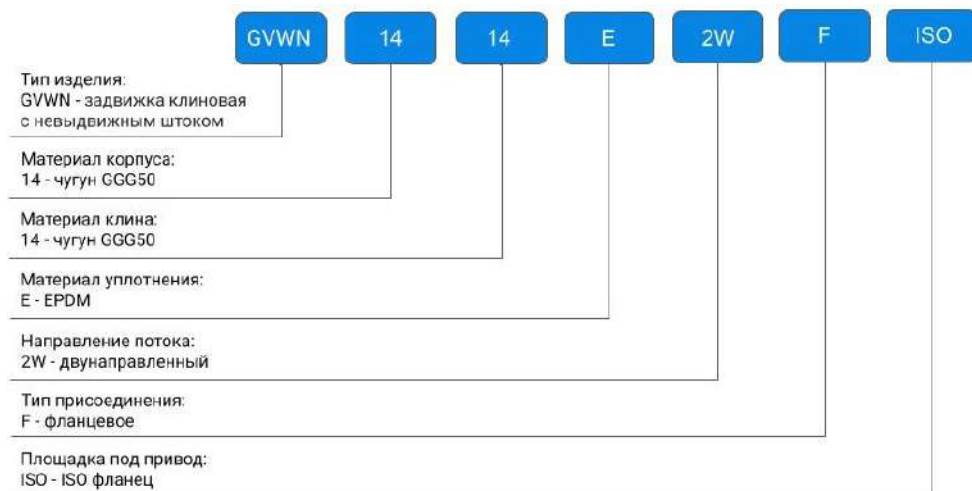 GVWN 14 14 E 2W F ISO
Тип изделия:
GVWN - задвижка клиновая
с невыдвижным штоком
Материал корпуса:
14 - чугун GGG50
Материал клина:
14 - чугун GGG50
Материал уплотнения:
E - EPDM
Направление потока:
2W - двунаправленный
Тип присоединения:
F - фланцевое
Площадка под привод:
ISO - ISO фланец